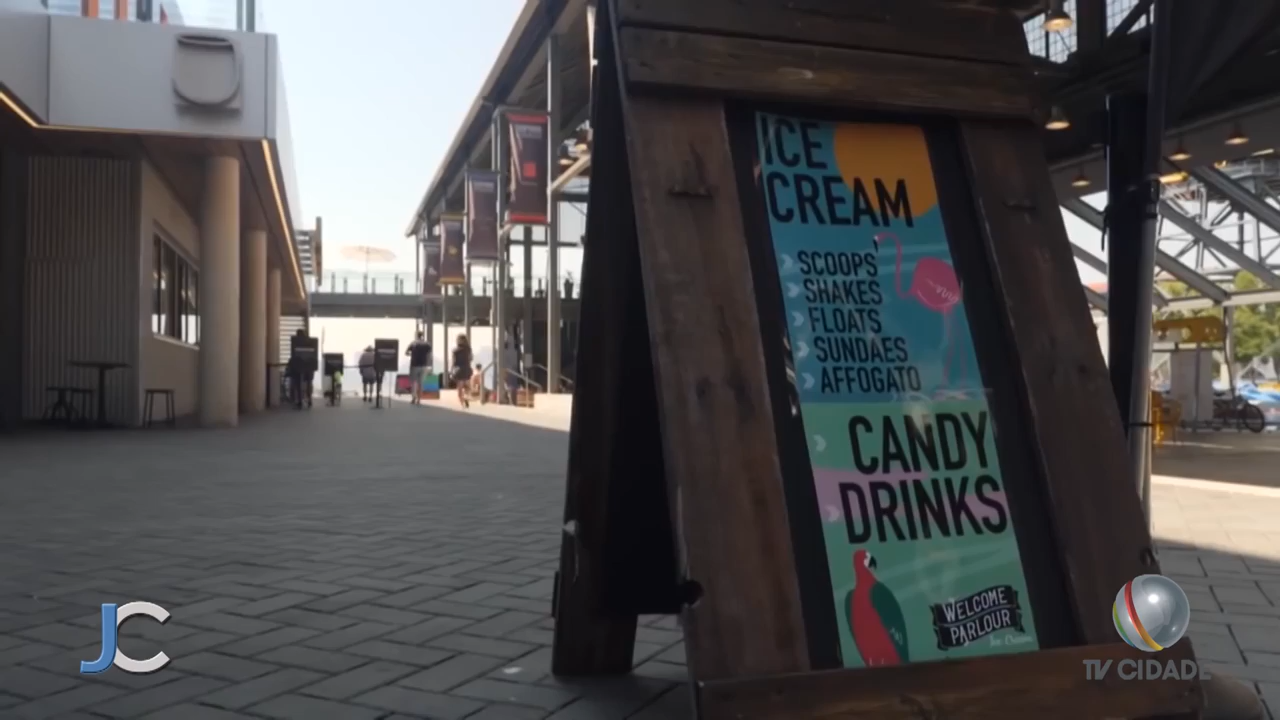 ICE
CREAM
SCOOPS
SHAKES
FLOATS
SUNDAES
AFFOGATO
CANDY
DRINKS
WELCOME
PARLOUR
JC
TV CIDADE